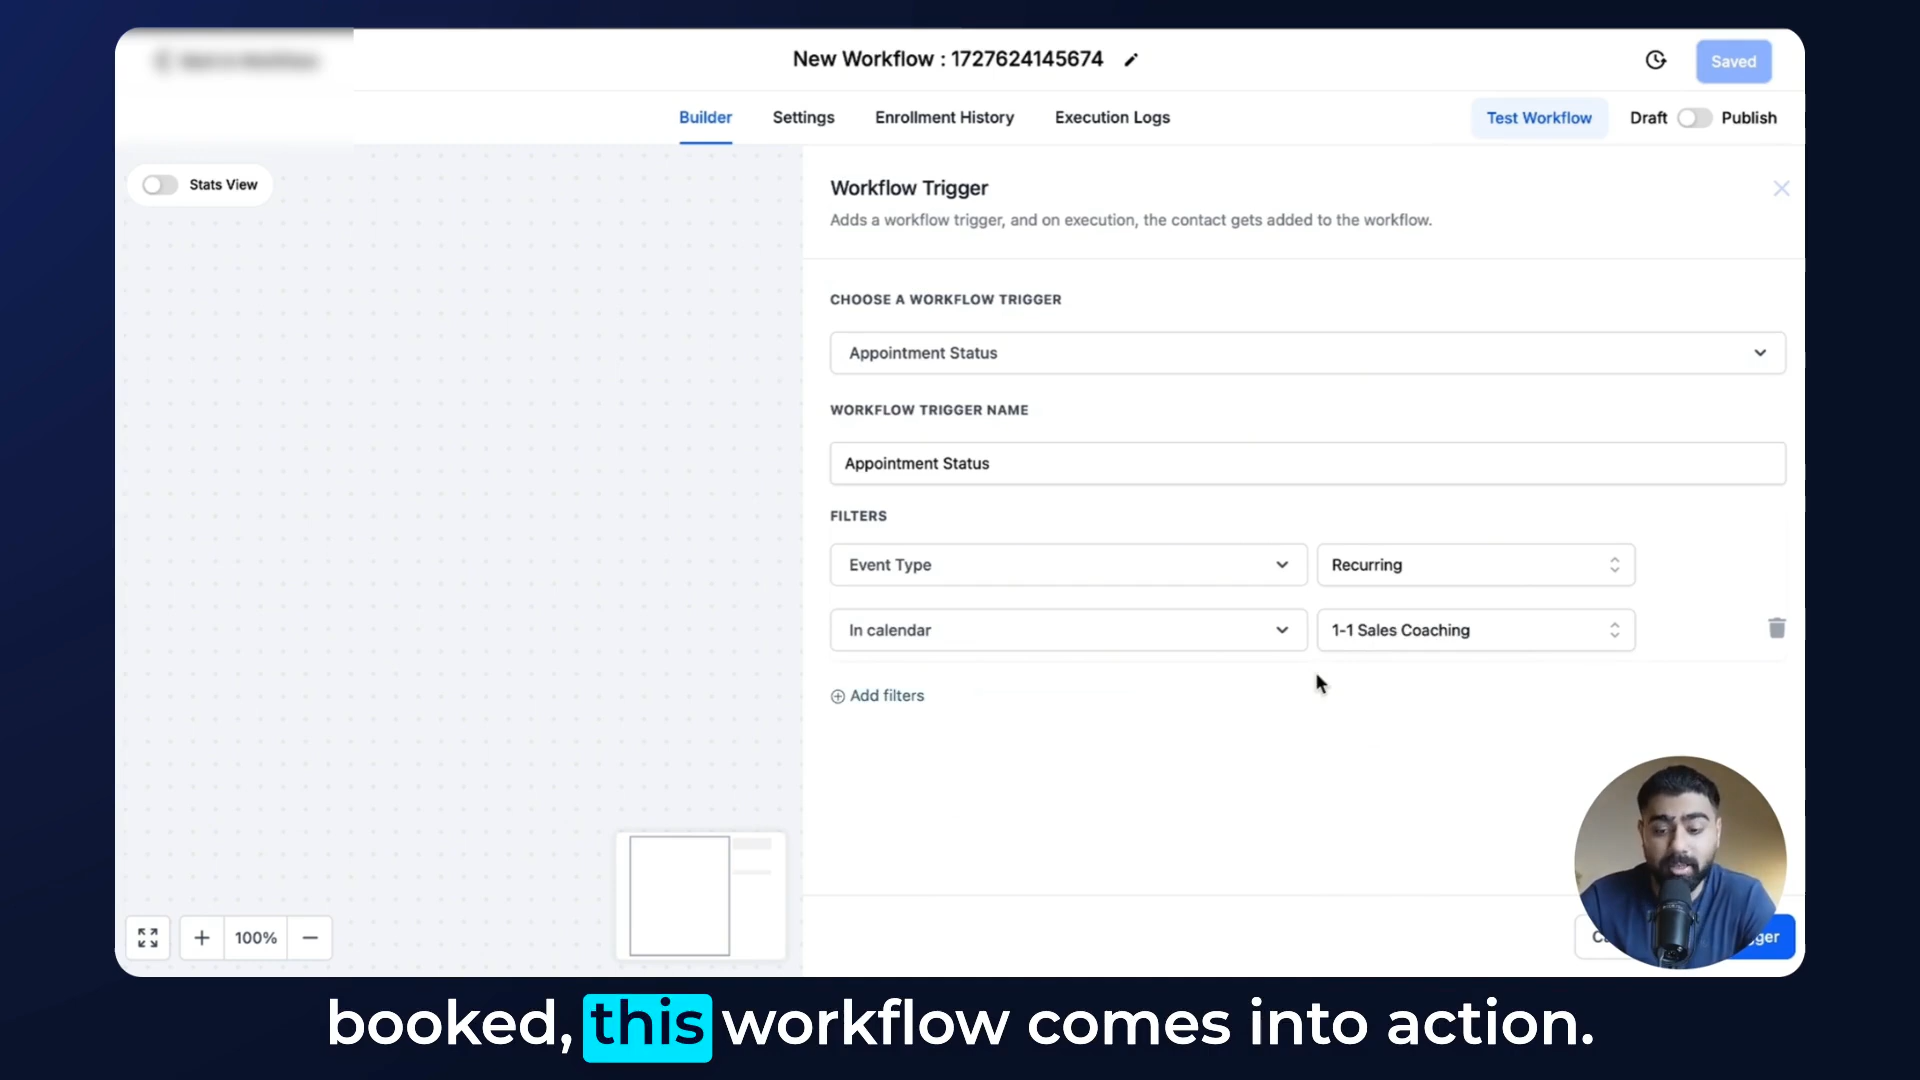 New Workflow : 1727624145674
Saved
Builder
Settings
Enrollment History
Execution Logs
Test Workflow
Draft
Publish
Stats View
Workflow Trigger
Adds a workflow trigger, and on execution, the contact gets added to the workflow.
CHOOSE A WORKFLOW TRIGGER
Appointment Status
WORKFLOW TRIGGER NAME
Appointment Status
FILTERS
Event Type
Recurring
In calendar
1-1 Sales Coaching
Add filters
100%
booked, this workflow comes into action.